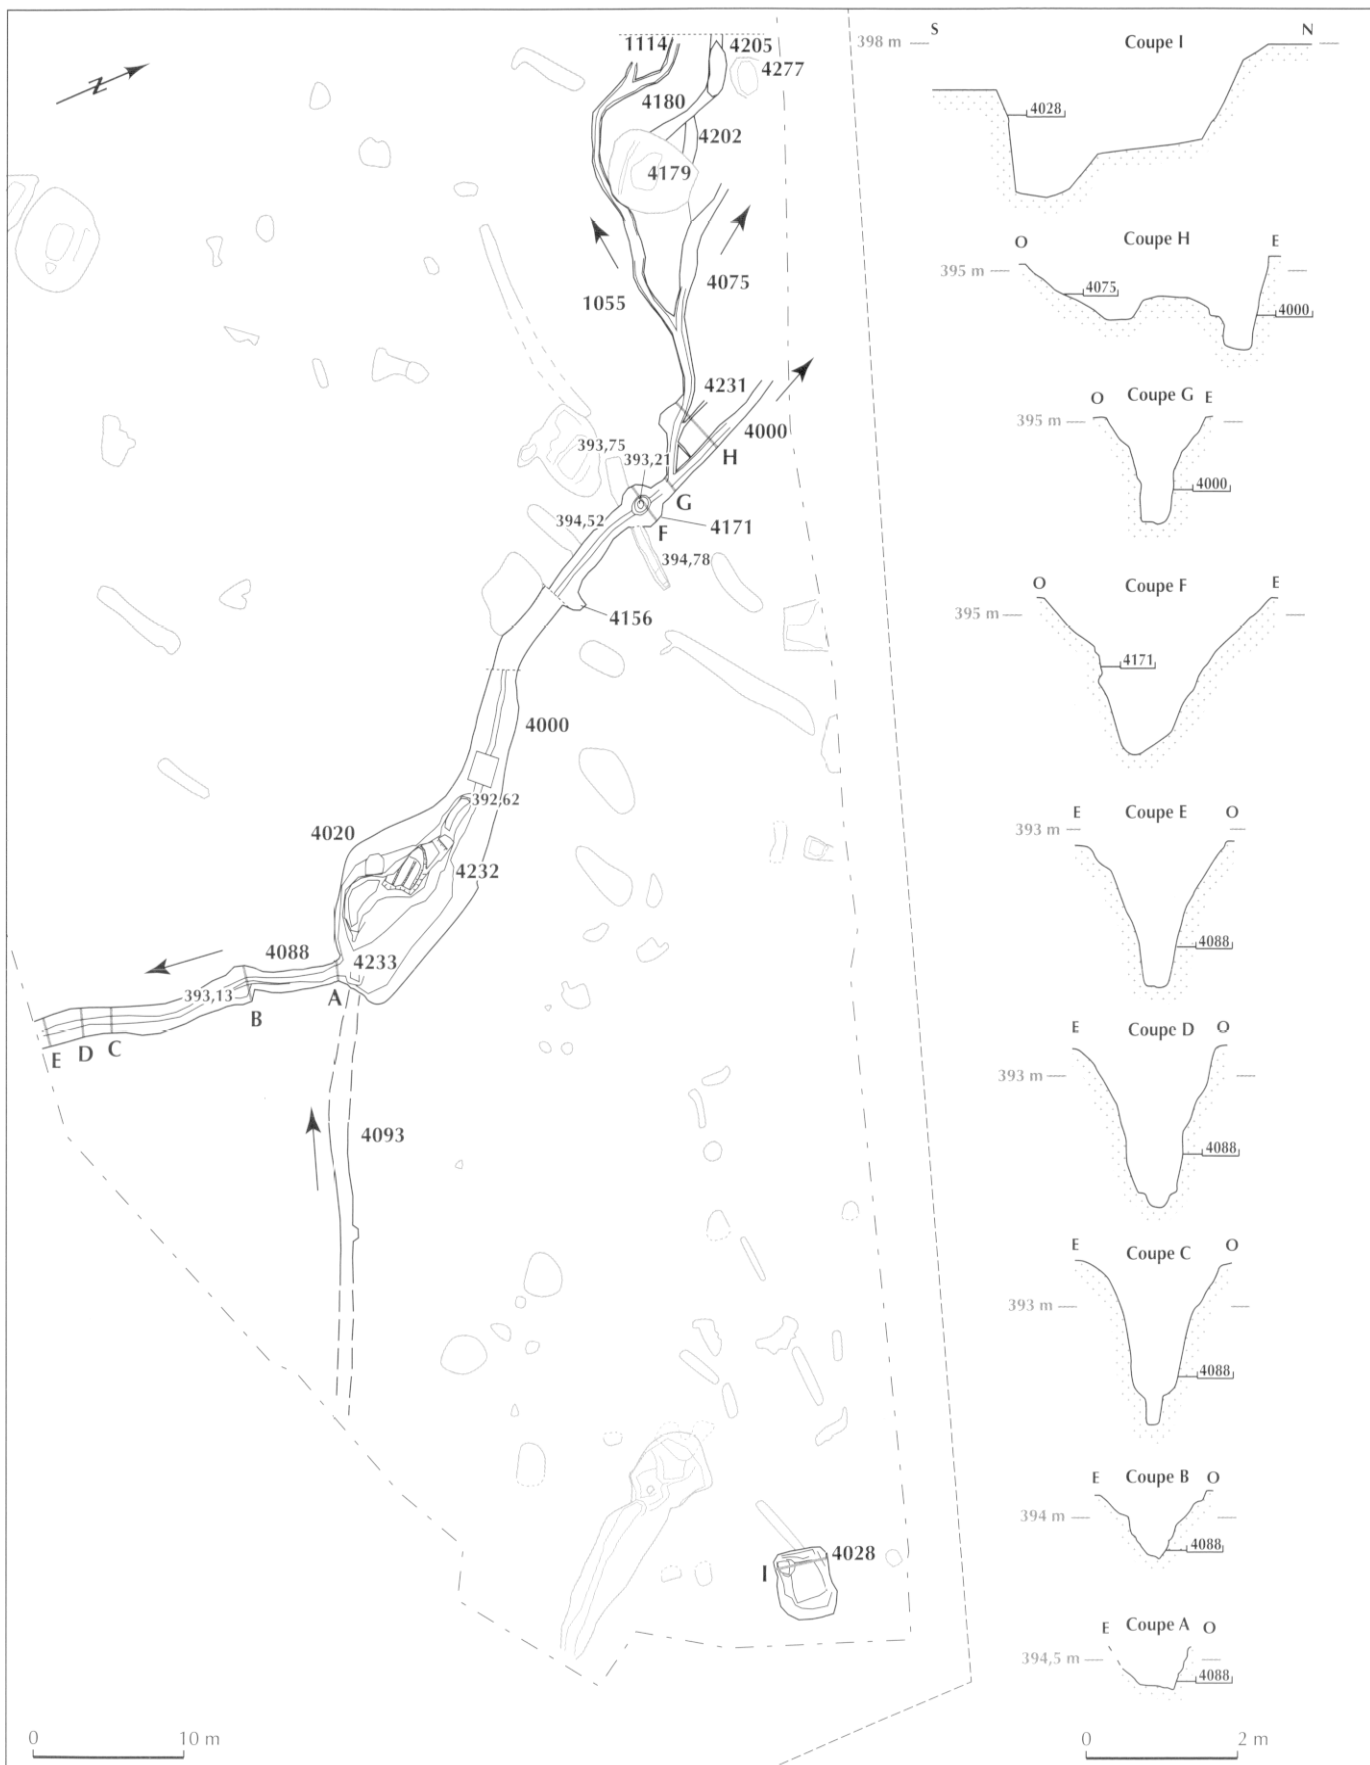 Z
1114
4205
4277
4180
4202
4179
1055
4075
4231
4000
H
393,75
393,21
G
394,52
4171
F
394,78
4156
4000
392,62
4020
4232
4088
4233
393,13
A
B
E D C
4093
4028
I
0 10 m
S N
398 m
Coupe I
4028
O E
Coupe H
395 m
4075
4000
O E
Coupe G
395 m
4000
O E
Coupe F
395 m
4171
E O
Coupe E
393 m
4088
E O
Coupe D
393 m
4088
E O
Coupe C
393 m
4088
E O
Coupe B
394 m
4088
E O
Coupe A
394,5 m
4088
0 2 m